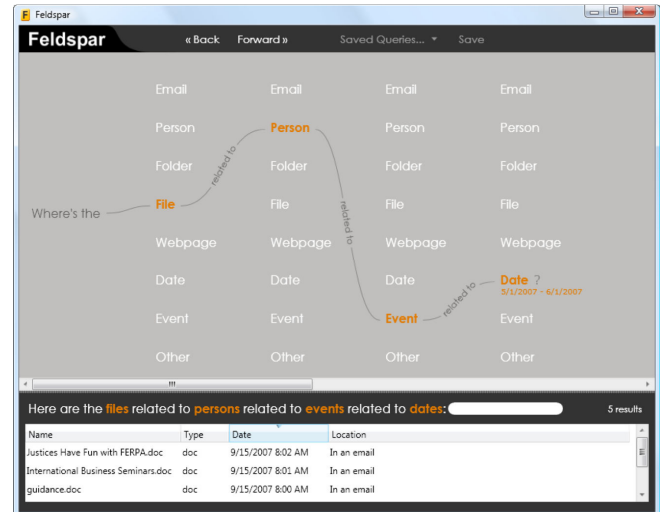 Feldspar
Feldspar « Back Forward » Saved Queries... Save
Email Email Email Email
Person Person Person Person
related to
Folder Folder Folder Folder
Where's the File File File File
related to
Webpage Webpage Webpage Webpage
Date Date Date Date ?
related to
5/1/2007 - 6/1/2007
Event Event Event Event
Other Other Other Other
Here are the files related to persons related to events related to dates: 5 results
Name Type Date Location
Justices Have Fun with FERPA.doc doc 9/15/2007 8:02 AM In an email
International Business Seminars.doc doc 9/15/2007 8:01 AM In an email
guidance.doc doc 9/15/2007 8:00 AM In an email